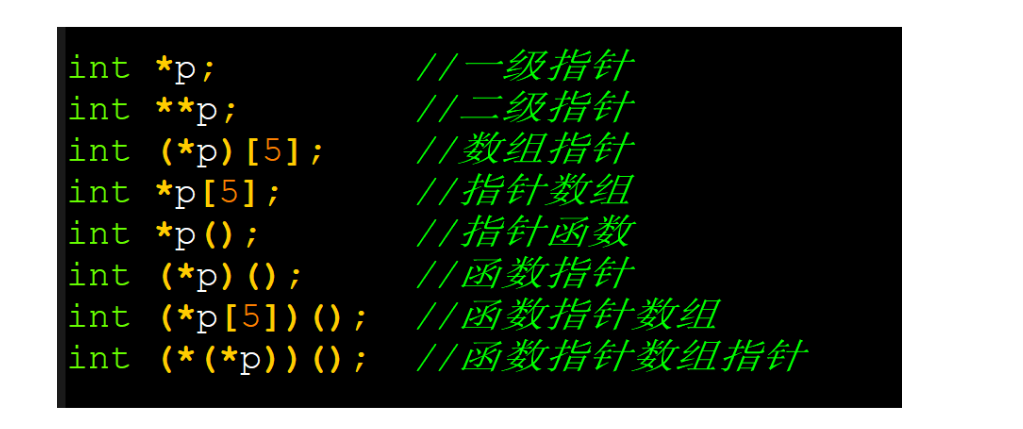 int *p; //一级指针
int **p; //二级指针
int (*p)[5]; //数组指针
int *p[5]; //指针数组
int *p(); //指针函数
int (*p)(); //函数指针
int (*p[5])(); //函数指针数组
int (*(*p))(); //函数指针数组指针